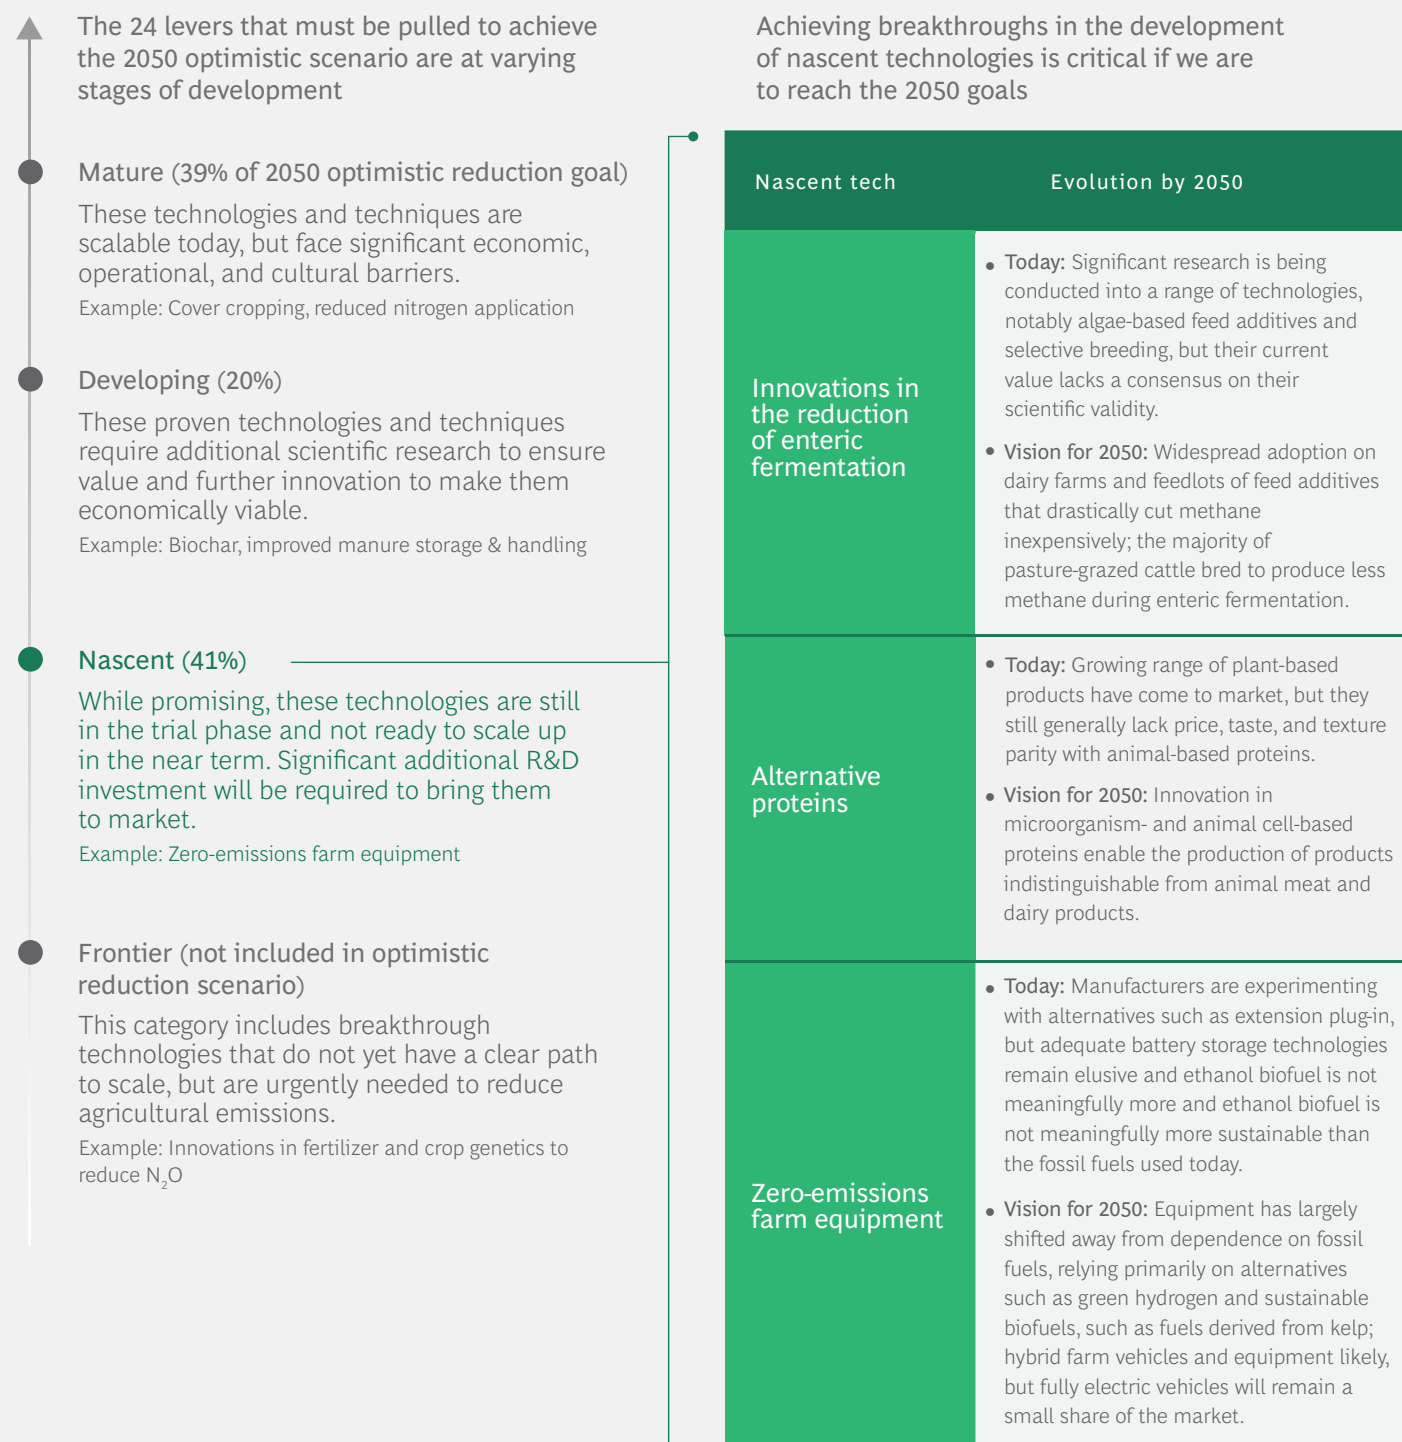 The 24 levers that must be pulled to achieve
the 2050 optimistic scenario are at varying
stages of development
Mature (39% of 2050 optimistic reduction goal)
These technologies and techniques are
scalable today, but face significant economic,
operational, and cultural barriers.
Example: Cover cropping, reduced nitrogen application
Developing (20%)
These proven technologies and techniques
require additional scientific research to ensure
value and further innovation to make them
economically viable.
Example: Biochar, improved manure storage & handling
Nascent (41%)
While promising, these technologies are still
in the trial phase and not ready to scale up
in the near term. Significant additional R&D
investment will be required to bring them
to market.
Example: Zero-emissions farm equipment
Frontier (not included in optimistic
reduction scenario)
This category includes breakthrough
technologies that do not yet have a clear path
to scale, but are urgently needed to reduce
agricultural emissions.
Example: Innovations in fertilizer and crop genetics to
reduce N₂O
Achieving breakthroughs in the development
of nascent technologies is critical if we are
to reach the 2050 goals
Nascent tech
Evolution by 2050
Innovations in
the reduction
of enteric
fermentation
• Today: Significant research is being
conducted into a range of technologies,
notably algae-based feed additives and
selective breeding, but their current
value lacks a consensus on their
scientific validity.
• Vision for 2050: Widespread adoption on
dairy farms and feedlots of feed additives
that drastically cut methane
inexpensively; the majority of
pasture-grazed cattle bred to produce less
methane during enteric fermentation.
Alternative
proteins
• Today: Growing range of plant-based
products have come to market, but they
still generally lack price, taste, and texture
parity with animal-based proteins.
• Vision for 2050: Innovation in
microorganism- and animal cell-based
proteins enable the production of products
indistinguishable from animal meat and
dairy products.
Zero-emissions
farm equipment
• Today: Manufacturers are experimenting
with alternatives such as extension plug-in,
but adequate battery storage technologies
remain elusive and ethanol biofuel is not
meaningfully more and ethanol biofuel is
not meaningfully more sustainable than
the fossil fuels used today.
• Vision for 2050: Equipment has largely
shifted away from dependence on fossil
fuels, relying primarily on alternatives
such as green hydrogen and sustainable
biofuels, such as fuels derived from kelp;
hybrid farm vehicles and equipment likely,
but fully electric vehicles will remain a
small share of the market.